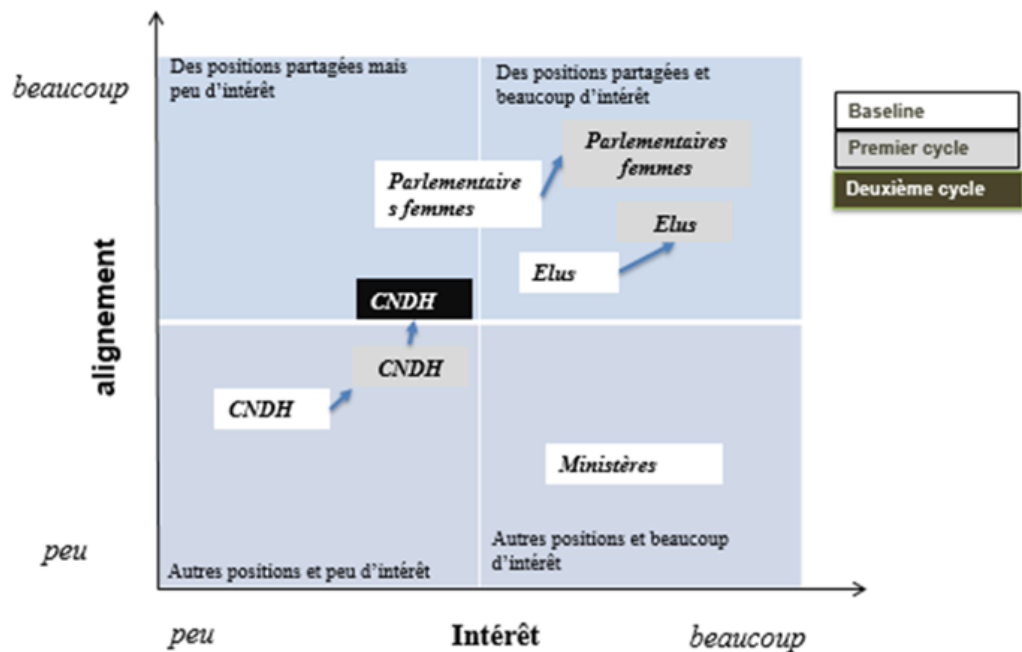 beaucoup
Des positions partagées mais
peu d'intérêt
Des positions partagées et
beaucoup d'intérêt
Baseline
Premier cycle
Deuxième cycle
Parlementaires
femmes
Parlementaire
s femmes
Elus
Elus
CNDH
CNDH
CNDH
alignement
Ministères
peu
Autres positions et peu d'intérêt
Autres positions et beaucoup
d'intérêt
peu
Intérêt
beaucoup